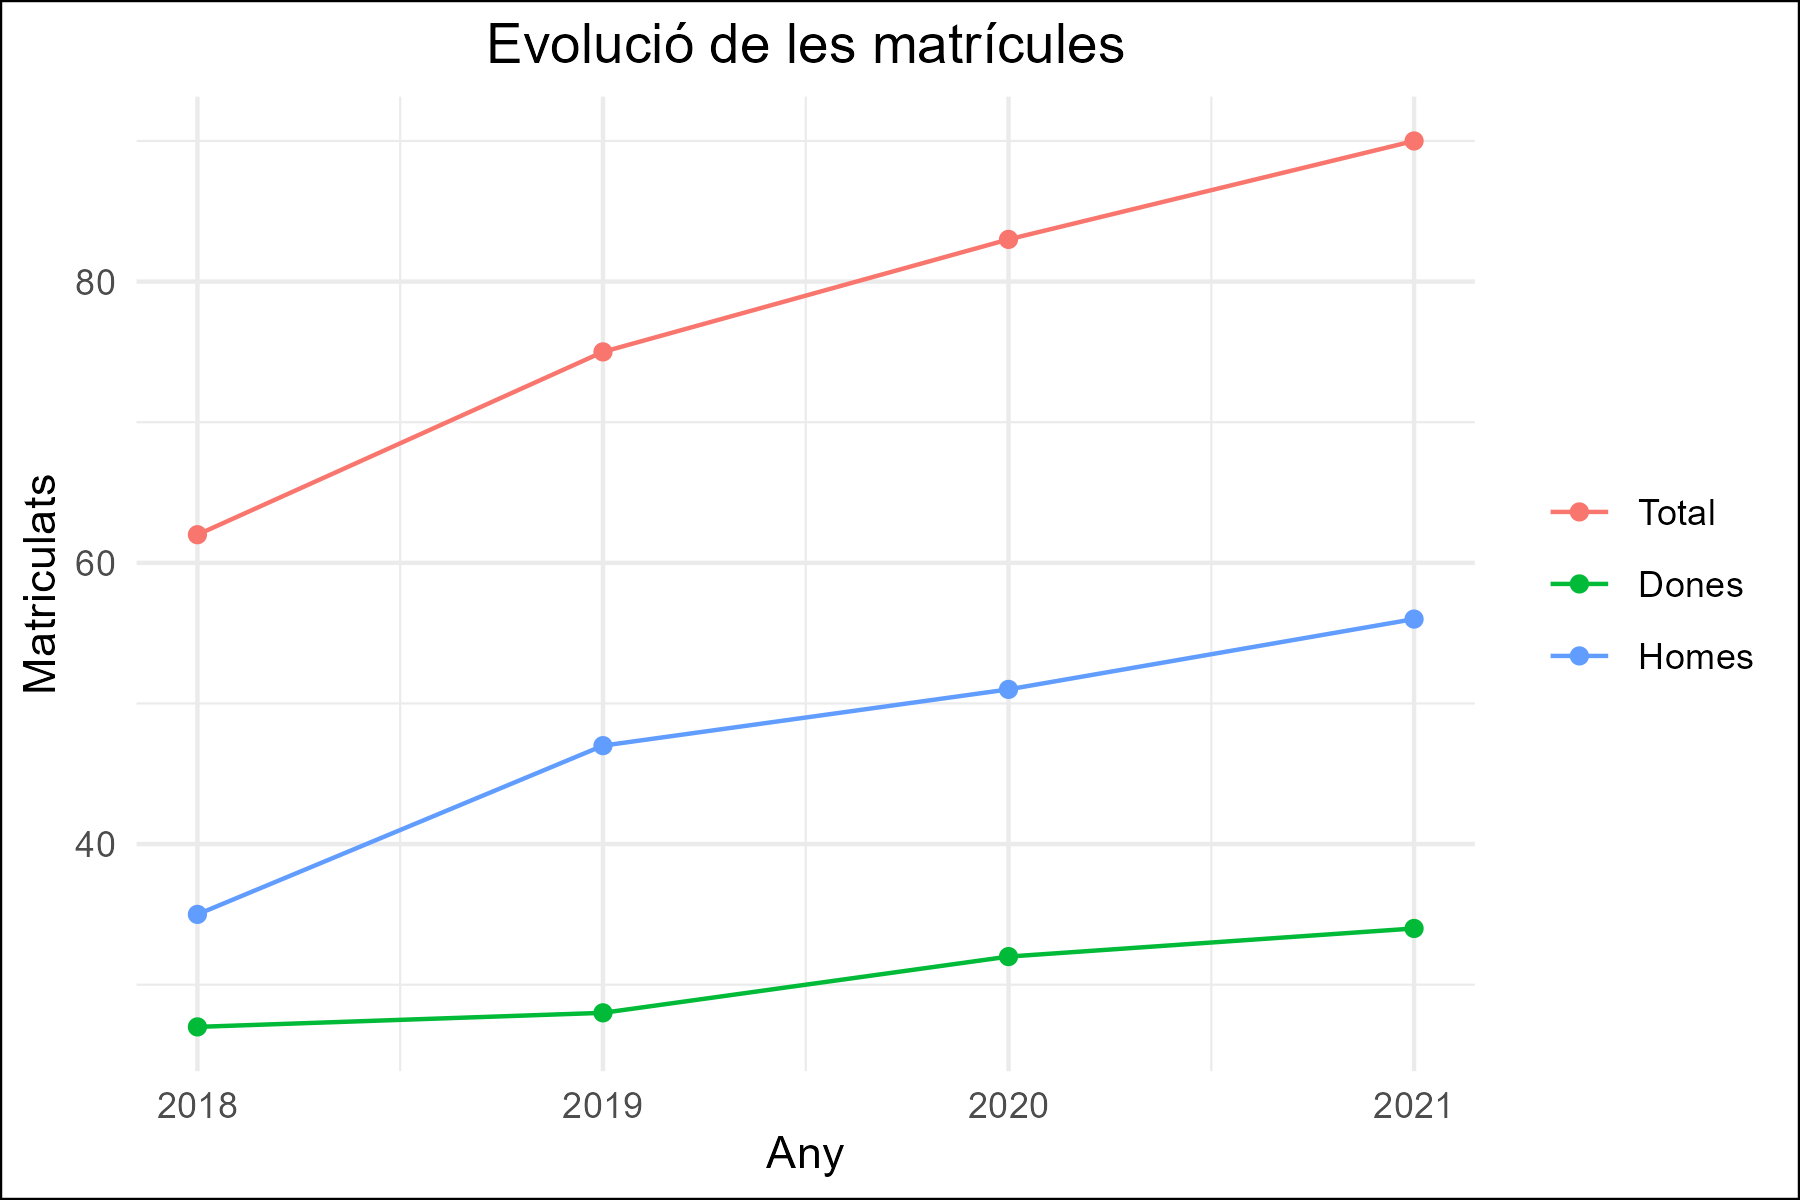 Evolució de les matrícules
Matriculats
80
60
40
2018 2019 2020 2021
Any
Total
Dones
Homes